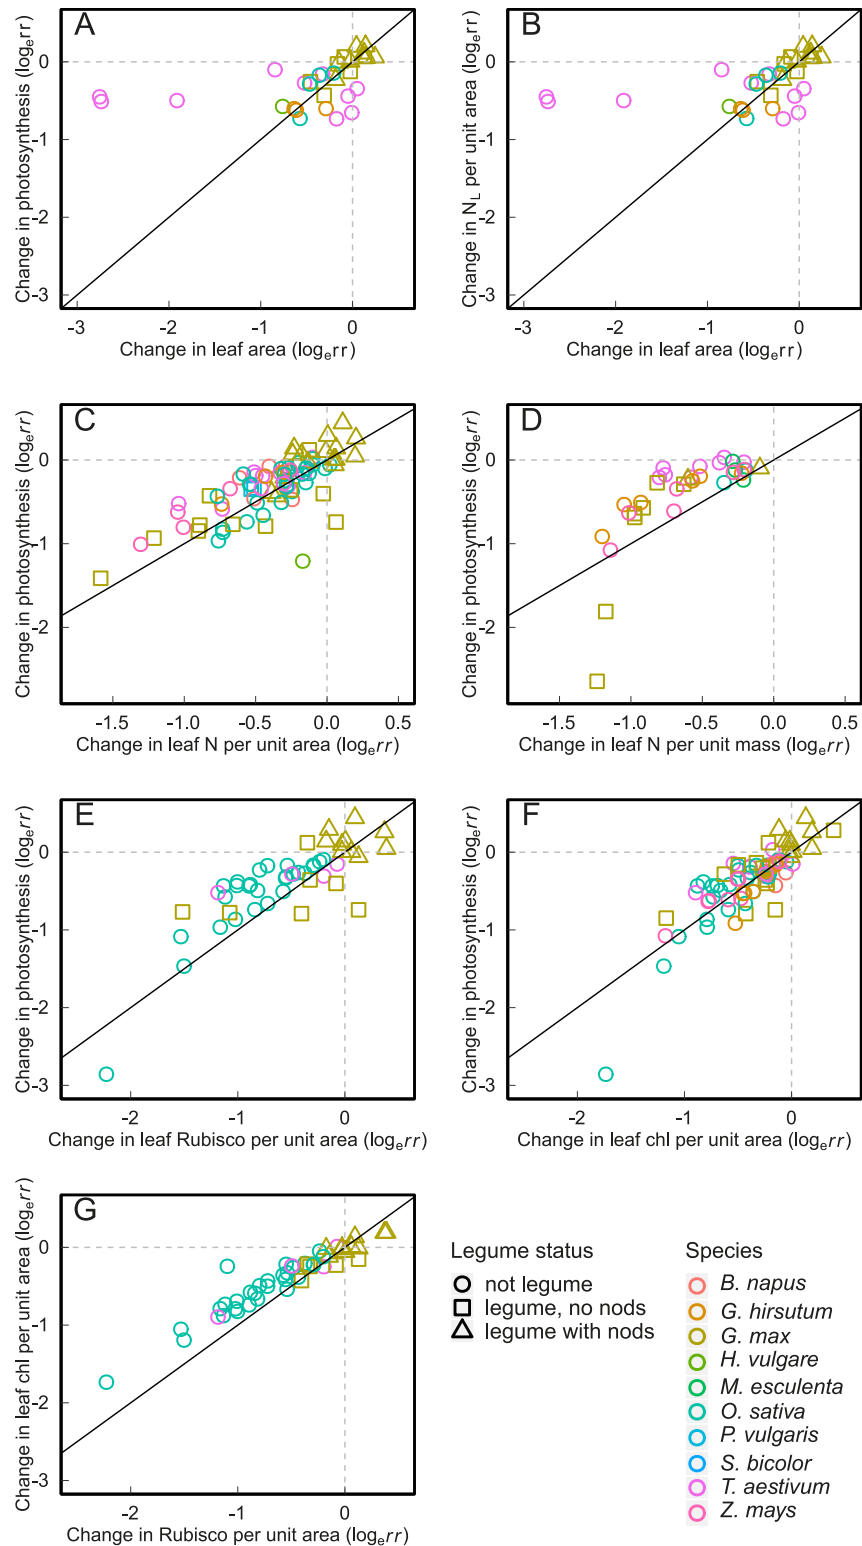 A
Change in photosynthesis (logₑrr)
0
-1
-2
-3
-3 -2 -1 0
Change in leaf area (logₑrr)
B
Change in N_L per unit area (logₑrr)
0
-1
-2
-3
-3 -2 -1 0
Change in leaf area (logₑrr)
C
Change in photosynthesis (logₑrr)
0
-1
-2
-1.5 -1.0 -0.5 0.0 0.5
Change in leaf N per unit area (logₑrr)
D
Change in photosynthesis (logₑrr)
0
-1
-2
-1.5 -1.0 -0.5 0.0 0.5
Change in leaf N per unit mass (logₑrr)
E
Change in photosynthesis (logₑrr)
0
-1
-2
-3
-2 -1 0
Change in leaf Rubisco per unit area (logₑrr)
F
Change in photosynthesis (logₑrr)
0
-1
-2
-3
-2 -1 0
Change in leaf chl per unit area (logₑrr)
G
Change in leaf chl per unit area (logₑrr)
0
-1
-2
-3
-2 -1 0
Change in Rubisco per unit area (logₑrr)
Legume status
not legume
legume, no nods
legume with nods
Species
B. napus
G. hirsutum
G. max
H. vulgare
M. esculenta
O. sativa
P. vulgaris
S. bicolor
T. aestivum
Z. mays